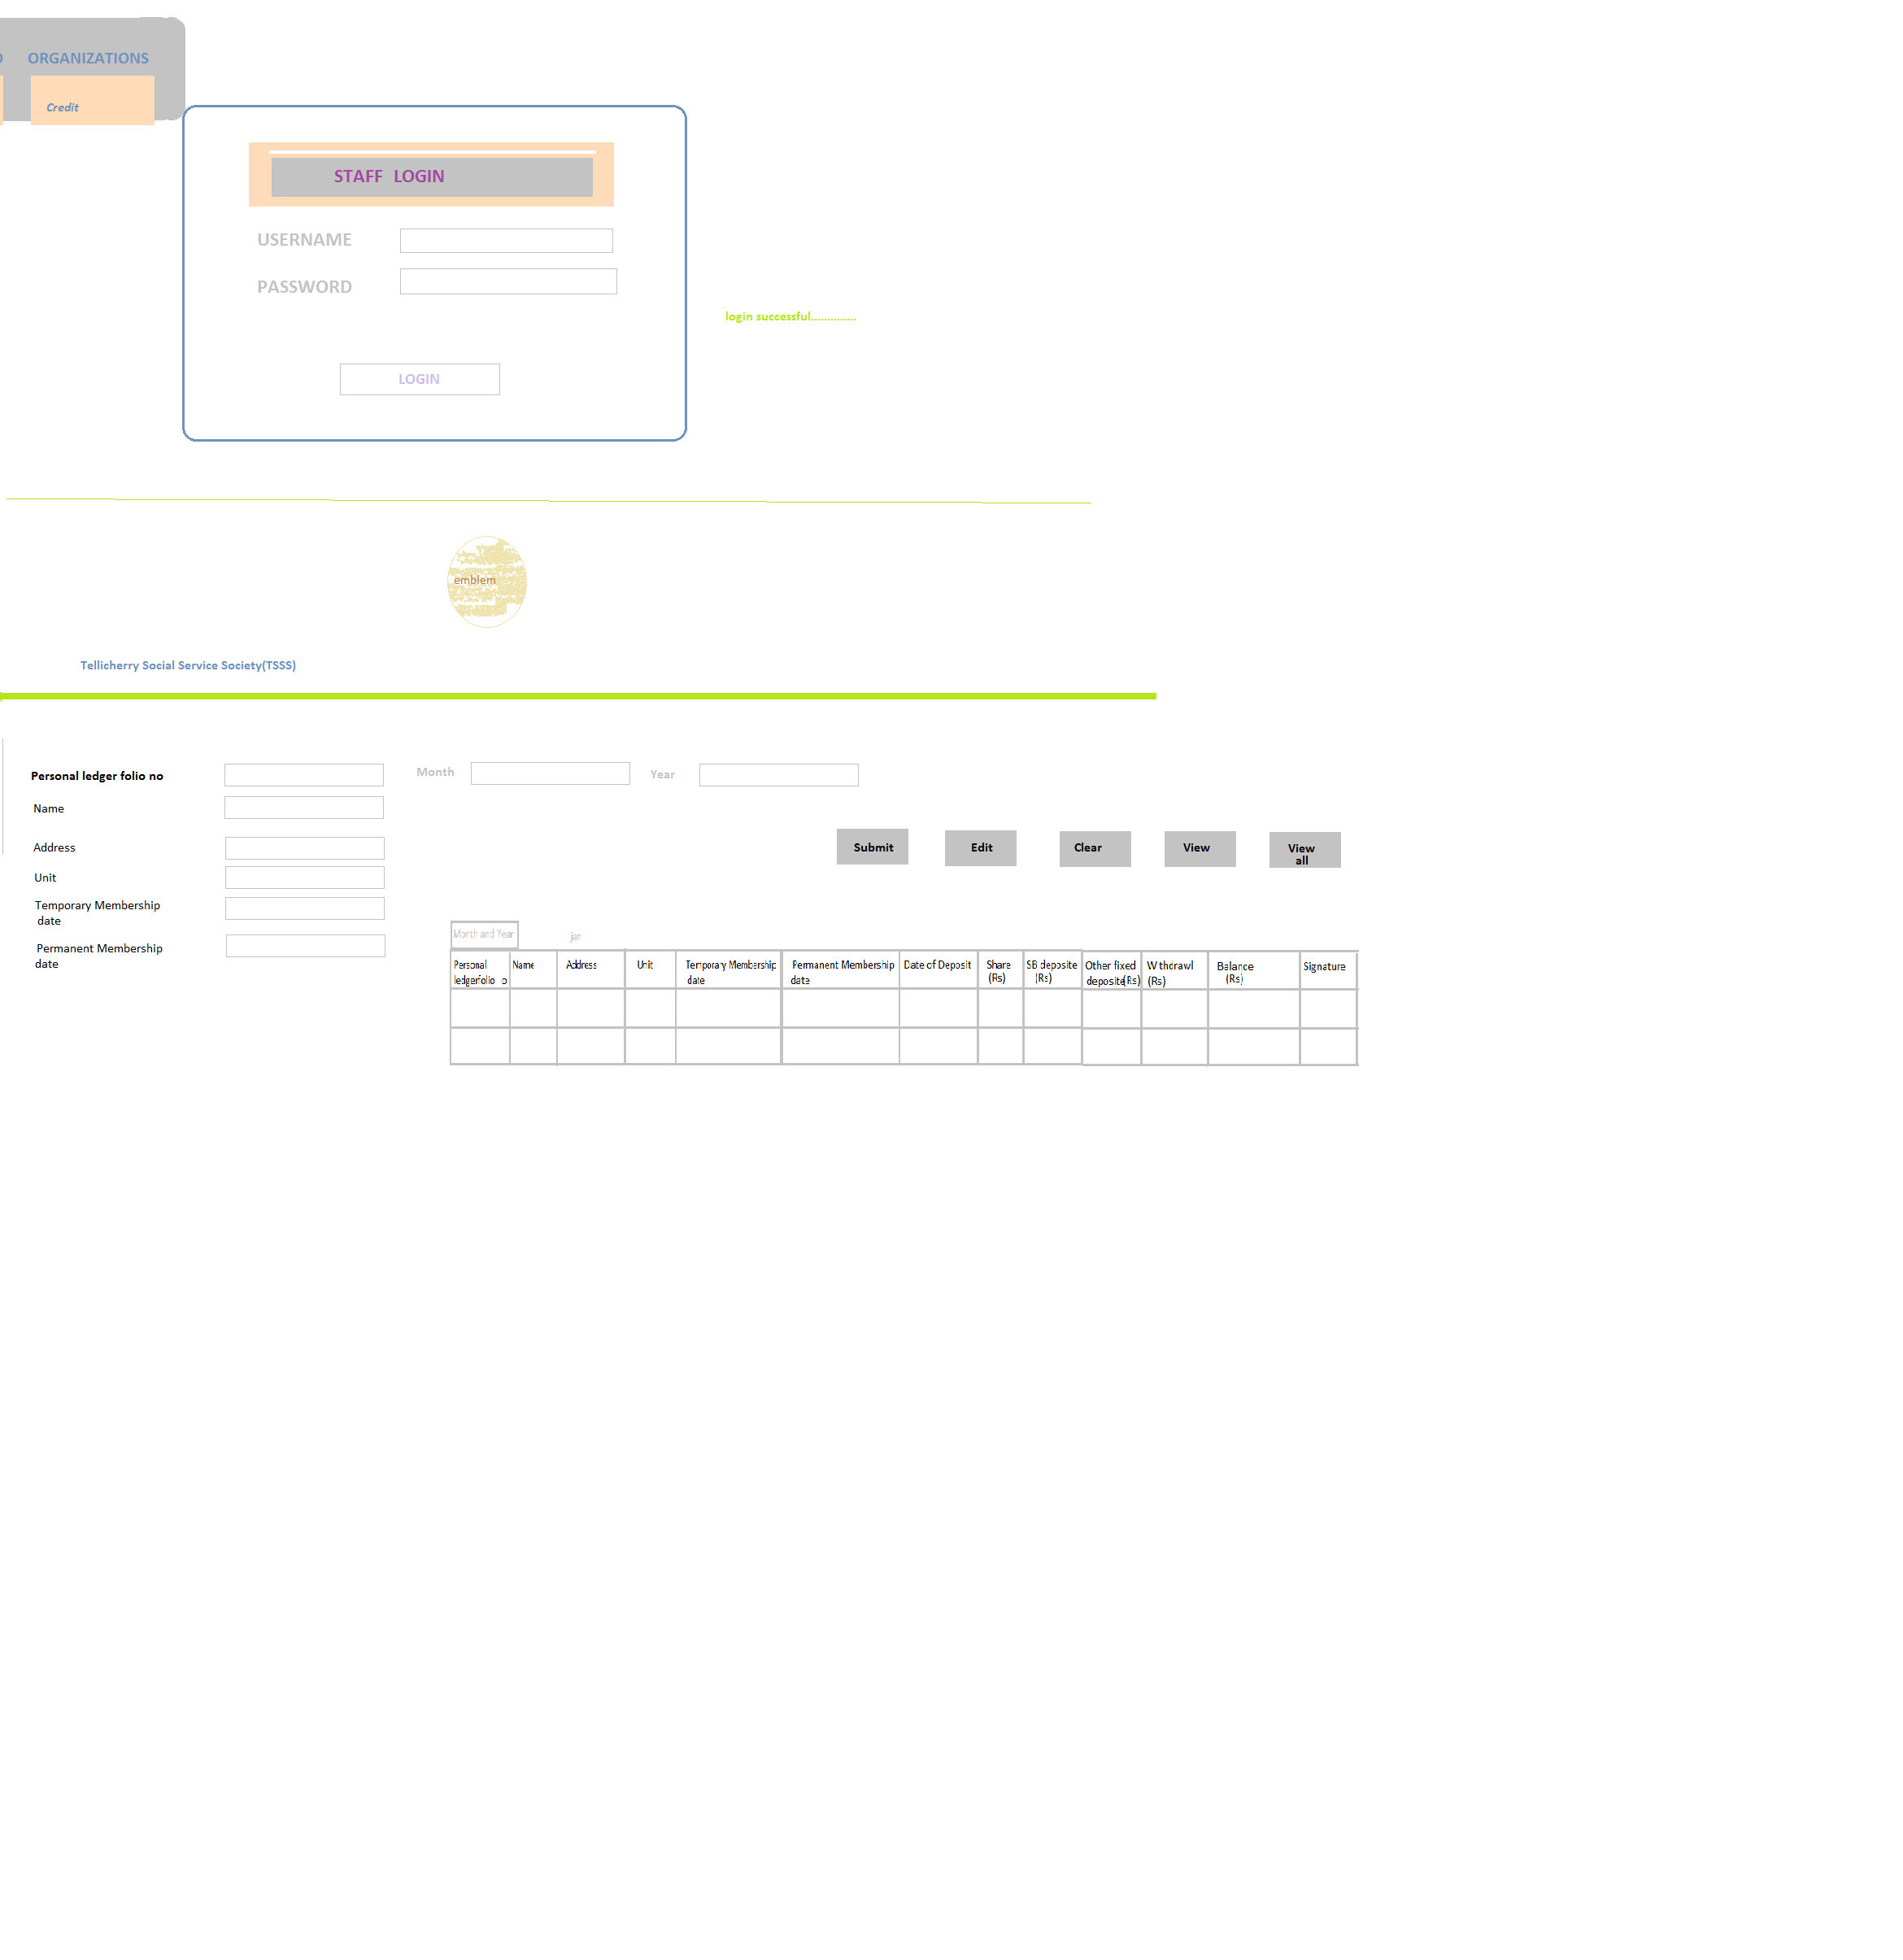 ORGANIZATIONS
Credit
STAFF LOGIN
USERNAME
PASSWORD
login successful..............
LOGIN
emblem
Tellicherry Social Service Society(TSSS)
Personal ledger folio no
Month
Year
Name
Address
Submit
Edit
Clear
View
View
all
Unit
Temporary Membership
date
Permanent Membership
date
Month and Year
jan
Personal
ledgerfolio o
Name
Address
Unit
Temporary Membership
date
Permanent Membership
date
Date of Deposit
Share
(Rs)
SB deposite
(Rs)
Other fixed
deposite(Rs)
Withdrawl
(Rs)
Balance
(Rs)
Signature